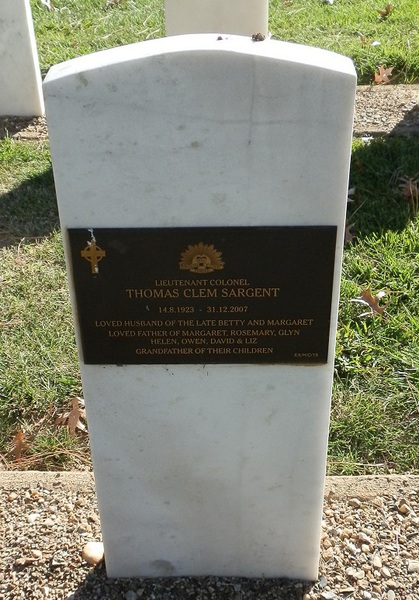 LIEUTENANT COLONEL
THOMAS CLEM SARGENT
14.8.1923 - 31.12.2007
LOVED HUSBAND OF THE LATE BETTY AND MARGARET
LOVED FATHER OF MARGARET, ROSEMARY, GLYN
HELEN, OWEN, DAVID & LIZ
GRANDFATHER OF THEIR CHILDREN